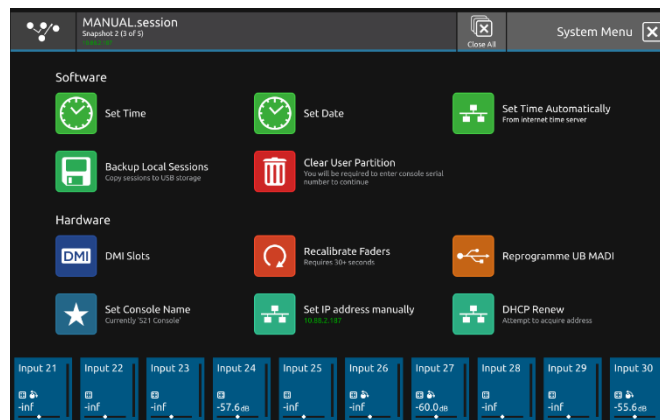 MANUAL.session
Snapshot 2 (3 of 5)
Close All
System Menu
Software
Set Time
Set Date
Set Time Automatically
From internet time server
Backup Local Sessions
Copy sessions to USB storage
Clear User Partition
You will be required to enter console serial
number to continue
Hardware
DMI
DMI Slots
Recalibrate Faders
Requires 30+ seconds
Reprogramme UB MADI
Set Console Name
Currently 'S21 Console'
Set IP address manually
10.88.2.187
DHCP Renew
Attempt to acquire address
Input 21
Input 22
Input 23
Input 24
Input 25
Input 26
Input 27
Input 28
Input 29
Input 30
-inf
-inf
-inf
-57.6dB
-inf
-inf
-60.0dB
-inf
-inf
-55.6dB